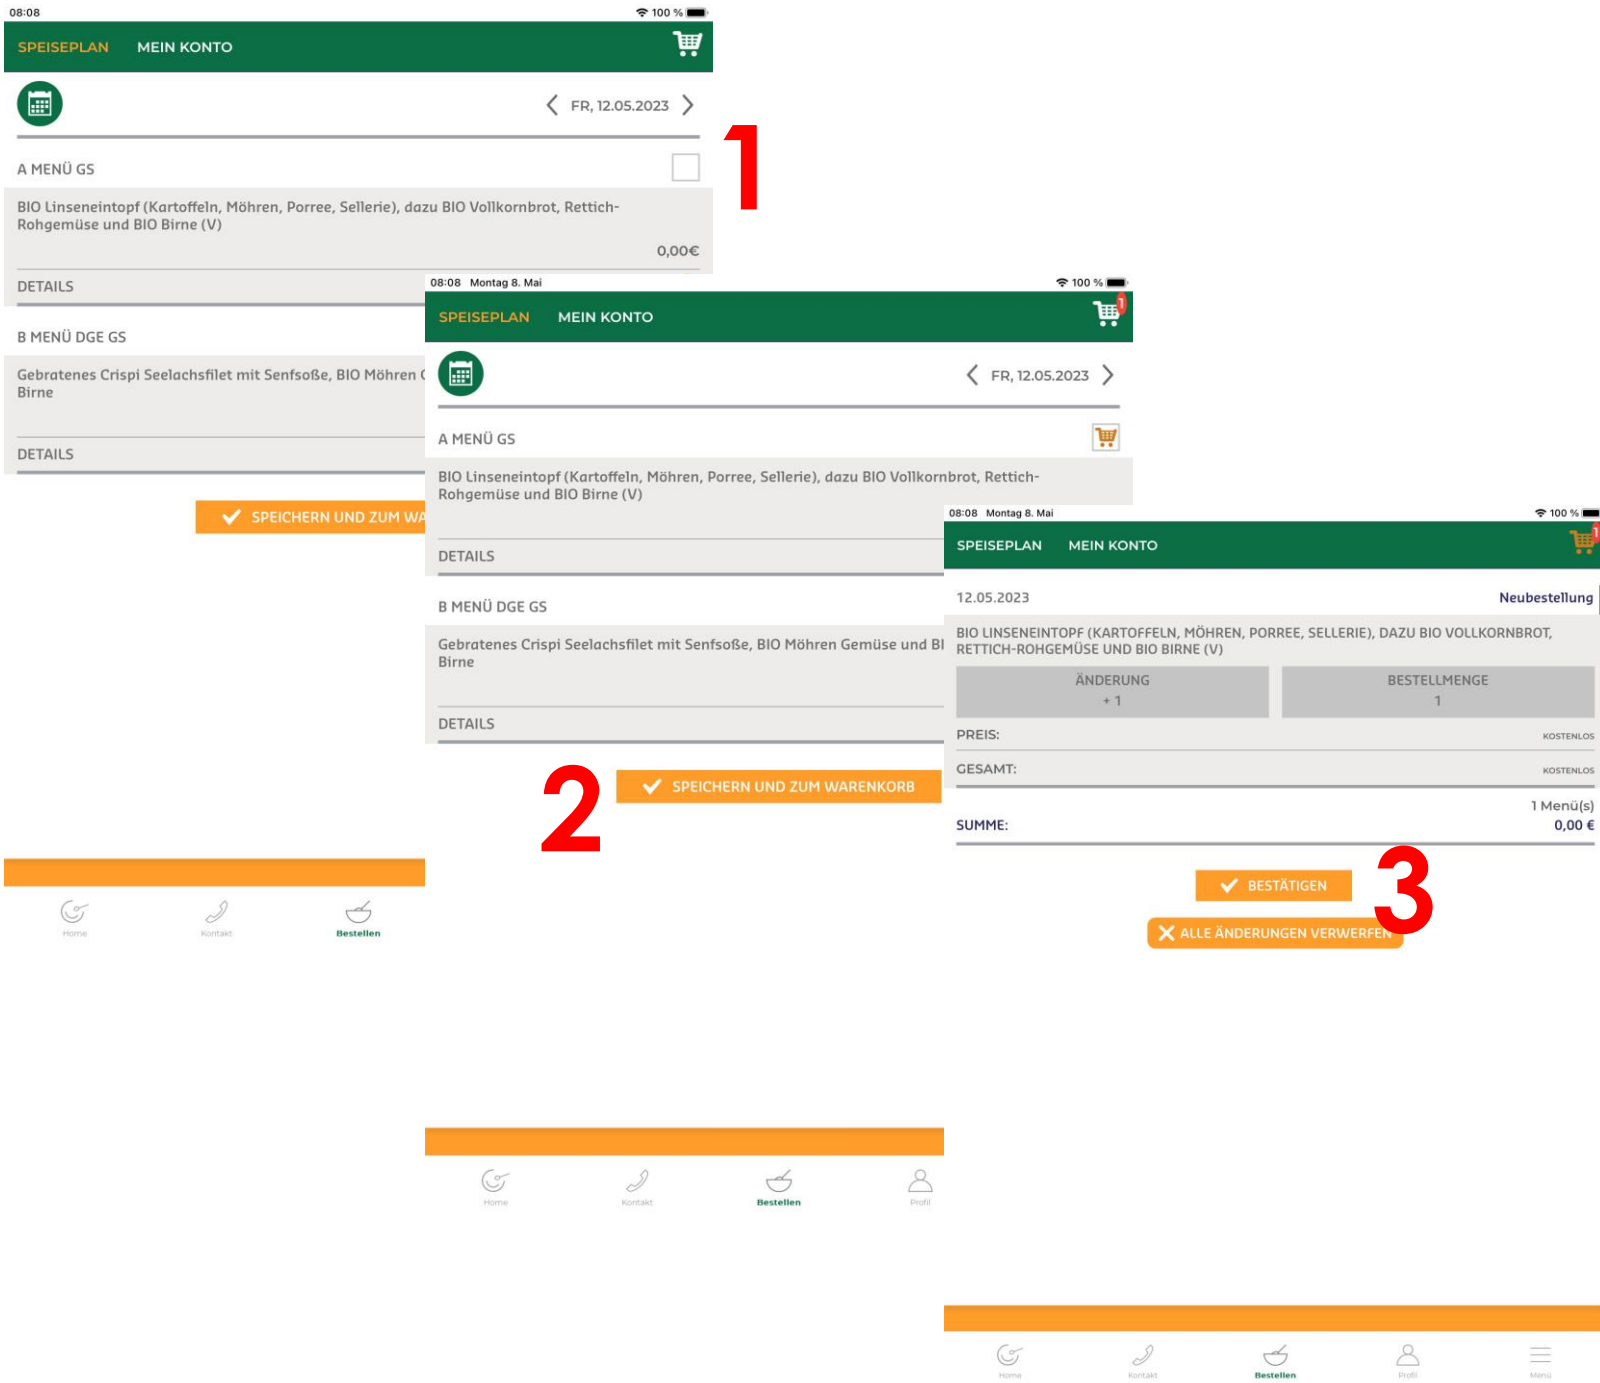 08:08
100 %
SPEISEPLAN MEIN KONTO
FR, 12.05.2023
1
A MENÜ GS
BIO Linseneintopf (Kartoffeln, Möhren, Porree, Sellerie), dazu BIO Vollkornbrot, Rettich-
Rohgemüse und BIO Birne (V)
0,00€
DETAILS
B MENÜ DGE GS
Gebratenes Crispi Seelachsfilet mit Senfsoße, BIO Möhren
Birne
DETAILS
SPEICHERN UND ZUM WA
Home Kontakt Bestellen
08:08 Montag 8. Mai
100 %
SPEISEPLAN MEIN KONTO
1
FR, 12.05.2023
A MENÜ GS
BIO Linseneintopf (Kartoffeln, Möhren, Porree, Sellerie), dazu BIO Vollkornbrot, Rettich-
Rohgemüse und BIO Birne (V)
DETAILS
B MENÜ DGE GS
Gebratenes Crispi Seelachsfilet mit Senfsoße, BIO Möhren Gemüse und BI
Birne
DETAILS
2
SPEICHERN UND ZUM WARENKORB
Home Kontakt Bestellen Profil
08:08 Montag 8. Mai
100 %
SPEISEPLAN MEIN KONTO
1
12.05.2023 Neubestellung
BIO LINSENEINTOPF (KARTOFFELN, MÖHREN, PORREE, SELLERIE), DAZU BIO VOLLKORNBROT,
RETTICH-ROHGEMÜSE UND BIO BIRNE (V)
ÄNDERUNG BESTELLMENGE
+ 1 1
PREIS: KOSTENLOS
GESAMT: KOSTENLOS
1 Menü(s)
SUMME: 0,00 €
3
BESTÄTIGEN
ALLE ÄNDERUNGEN VERWERFEN
Home Kontakt Bestellen Profil Menü